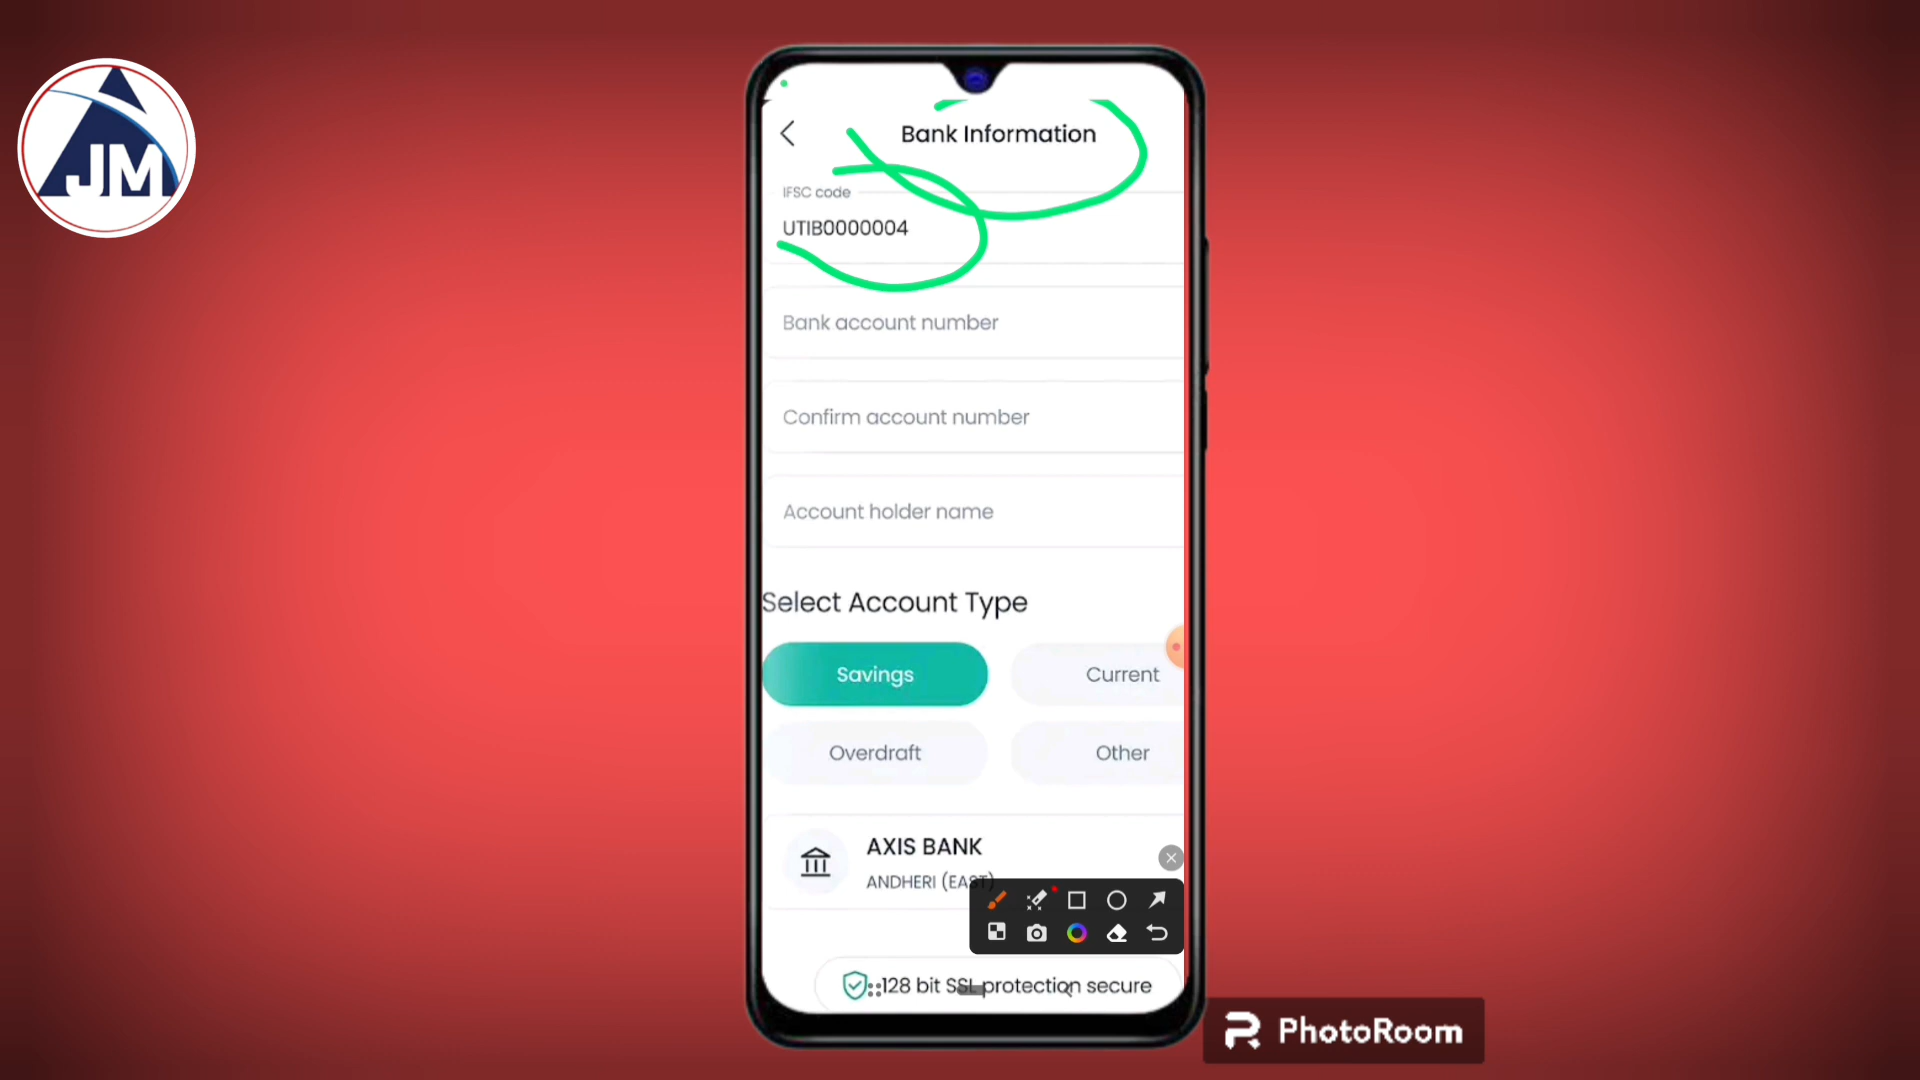 JM
Bank Information
IFSC code
UTIB0000004
Bank account number
Confirm account number
Account holder name
Select Account Type
Savings
Current
Overdraft
Other
AXIS BANK
ANDHERI (EAST)
128 bit SSL protection secure
PhotoRoom